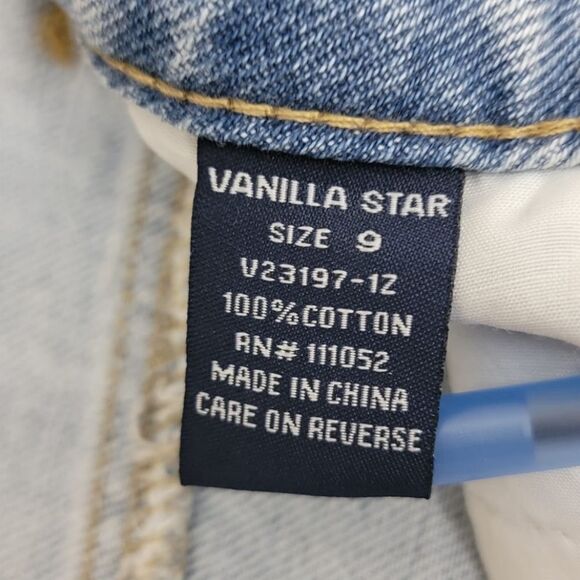 VANILLA STAR
SIZE 9
V23197-1Z
100%COTTON
RN# 111052
MADE IN CHINA
CARE ON REVERSE